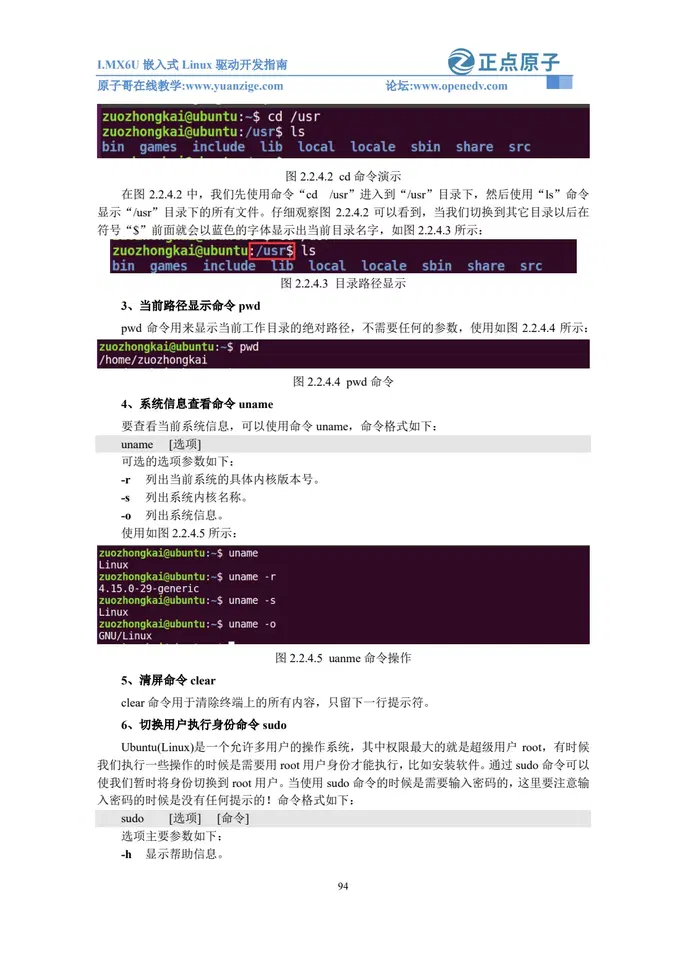 I.MX6U 嵌入式 Linux 驱动开发指南
正点原子
原子哥在线教学:www.yuanzige.com 论坛:www.openedv.com
zuozhongkai@ubuntu:~$ cd /usr
zuozhongkai@ubuntu:/usr$ ls
bin games include lib local locale sbin share src
图 2.2.4.2 cd 命令演示
在图 2.2.4.2 中，我们先使用命令“cd /usr”进入到“/usr”目录下，然后使用“ls”命令
显示“/usr”目录下的所有文件。仔细观察图 2.2.4.2 可以看到，当我们切换到其它目录以后在
符号“$”前面就会以蓝色的字体显示出当前目录名字，如图 2.2.4.3 所示：
zuozhongkai@ubuntu:/usr$ ls
bin games include lib local locale sbin share src
图 2.2.4.3 目录路径显示
3、当前路径显示命令 pwd
pwd 命令用来显示当前工作目录的绝对路径，不需要任何的参数，使用如图 2.2.4.4 所示：
zuozhongkai@ubuntu:~$ pwd
/home/zuozhongkai
图 2.2.4.4 pwd 命令
4、系统信息查看命令 uname
要查看当前系统信息，可以使用命令 uname，命令格式如下：
uname [选项]
可选的选项参数如下：
-r 列出当前系统的具体内核版本号。
-s 列出系统内核名称。
-o 列出系统信息。
使用如图 2.2.4.5 所示：
zuozhongkai@ubuntu:~$ uname
Linux
zuozhongkai@ubuntu:~$ uname -r
4.15.0-29-generic
zuozhongkai@ubuntu:~$ uname -s
Linux
zuozhongkai@ubuntu:~$ uname -o
GNU/Linux
图 2.2.4.5 uanme 命令操作
5、清屏命令 clear
clear 命令用于清除终端上的所有内容，只留下一行提示符。
6、切换用户执行身份命令 sudo
Ubuntu(Linux)是一个允许多用户的操作系统，其中权限最大的就是超级用户 root，有时候
我们执行一些操作的时候是需要用 root 用户身份才能执行，比如安装软件。通过 sudo 命令可以
使我们暂时将身份切换到 root 用户。当使用 sudo 命令的时候是需要输入密码的，这里要注意输
入密码的时候是没有任何提示的！命令格式如下：
sudo [选项] [命令]
选项主要参数如下：
-h 显示帮助信息。
94